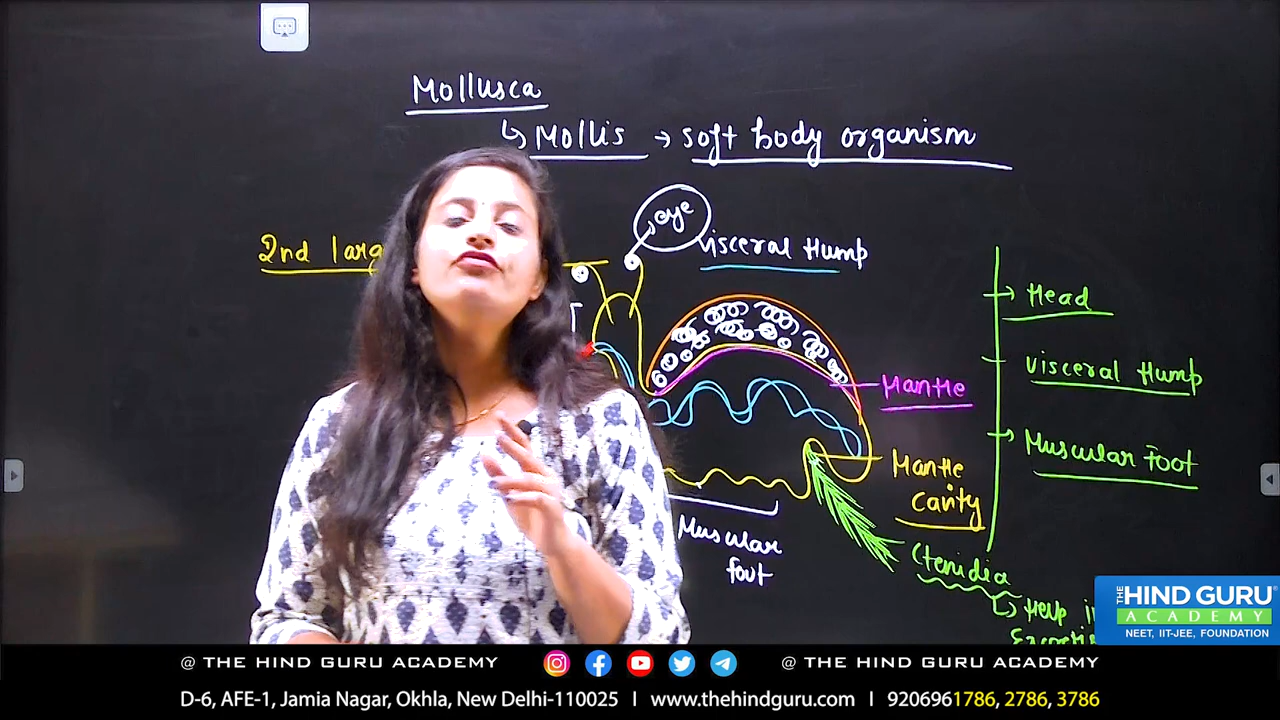 Mollusca
Mollis → soft body organism
eye
2nd larg
visceral Hump
Head
Mantle
visceral Hump
Muscular foot
Mantle
cavity
Muscular
foot
Ctenidia
Help i
THE HIND GURU
ACADEMY
NEET, IIT-JEE, FOUNDATION
@ THE HIND GURU ACADEMY @ THE HIND GURU ACADEMY
D-6, AFE-1, Jamia Nagar, Okhla, New Delhi-110025 | www.thehindguru.com | 9206961786, 2786, 3786